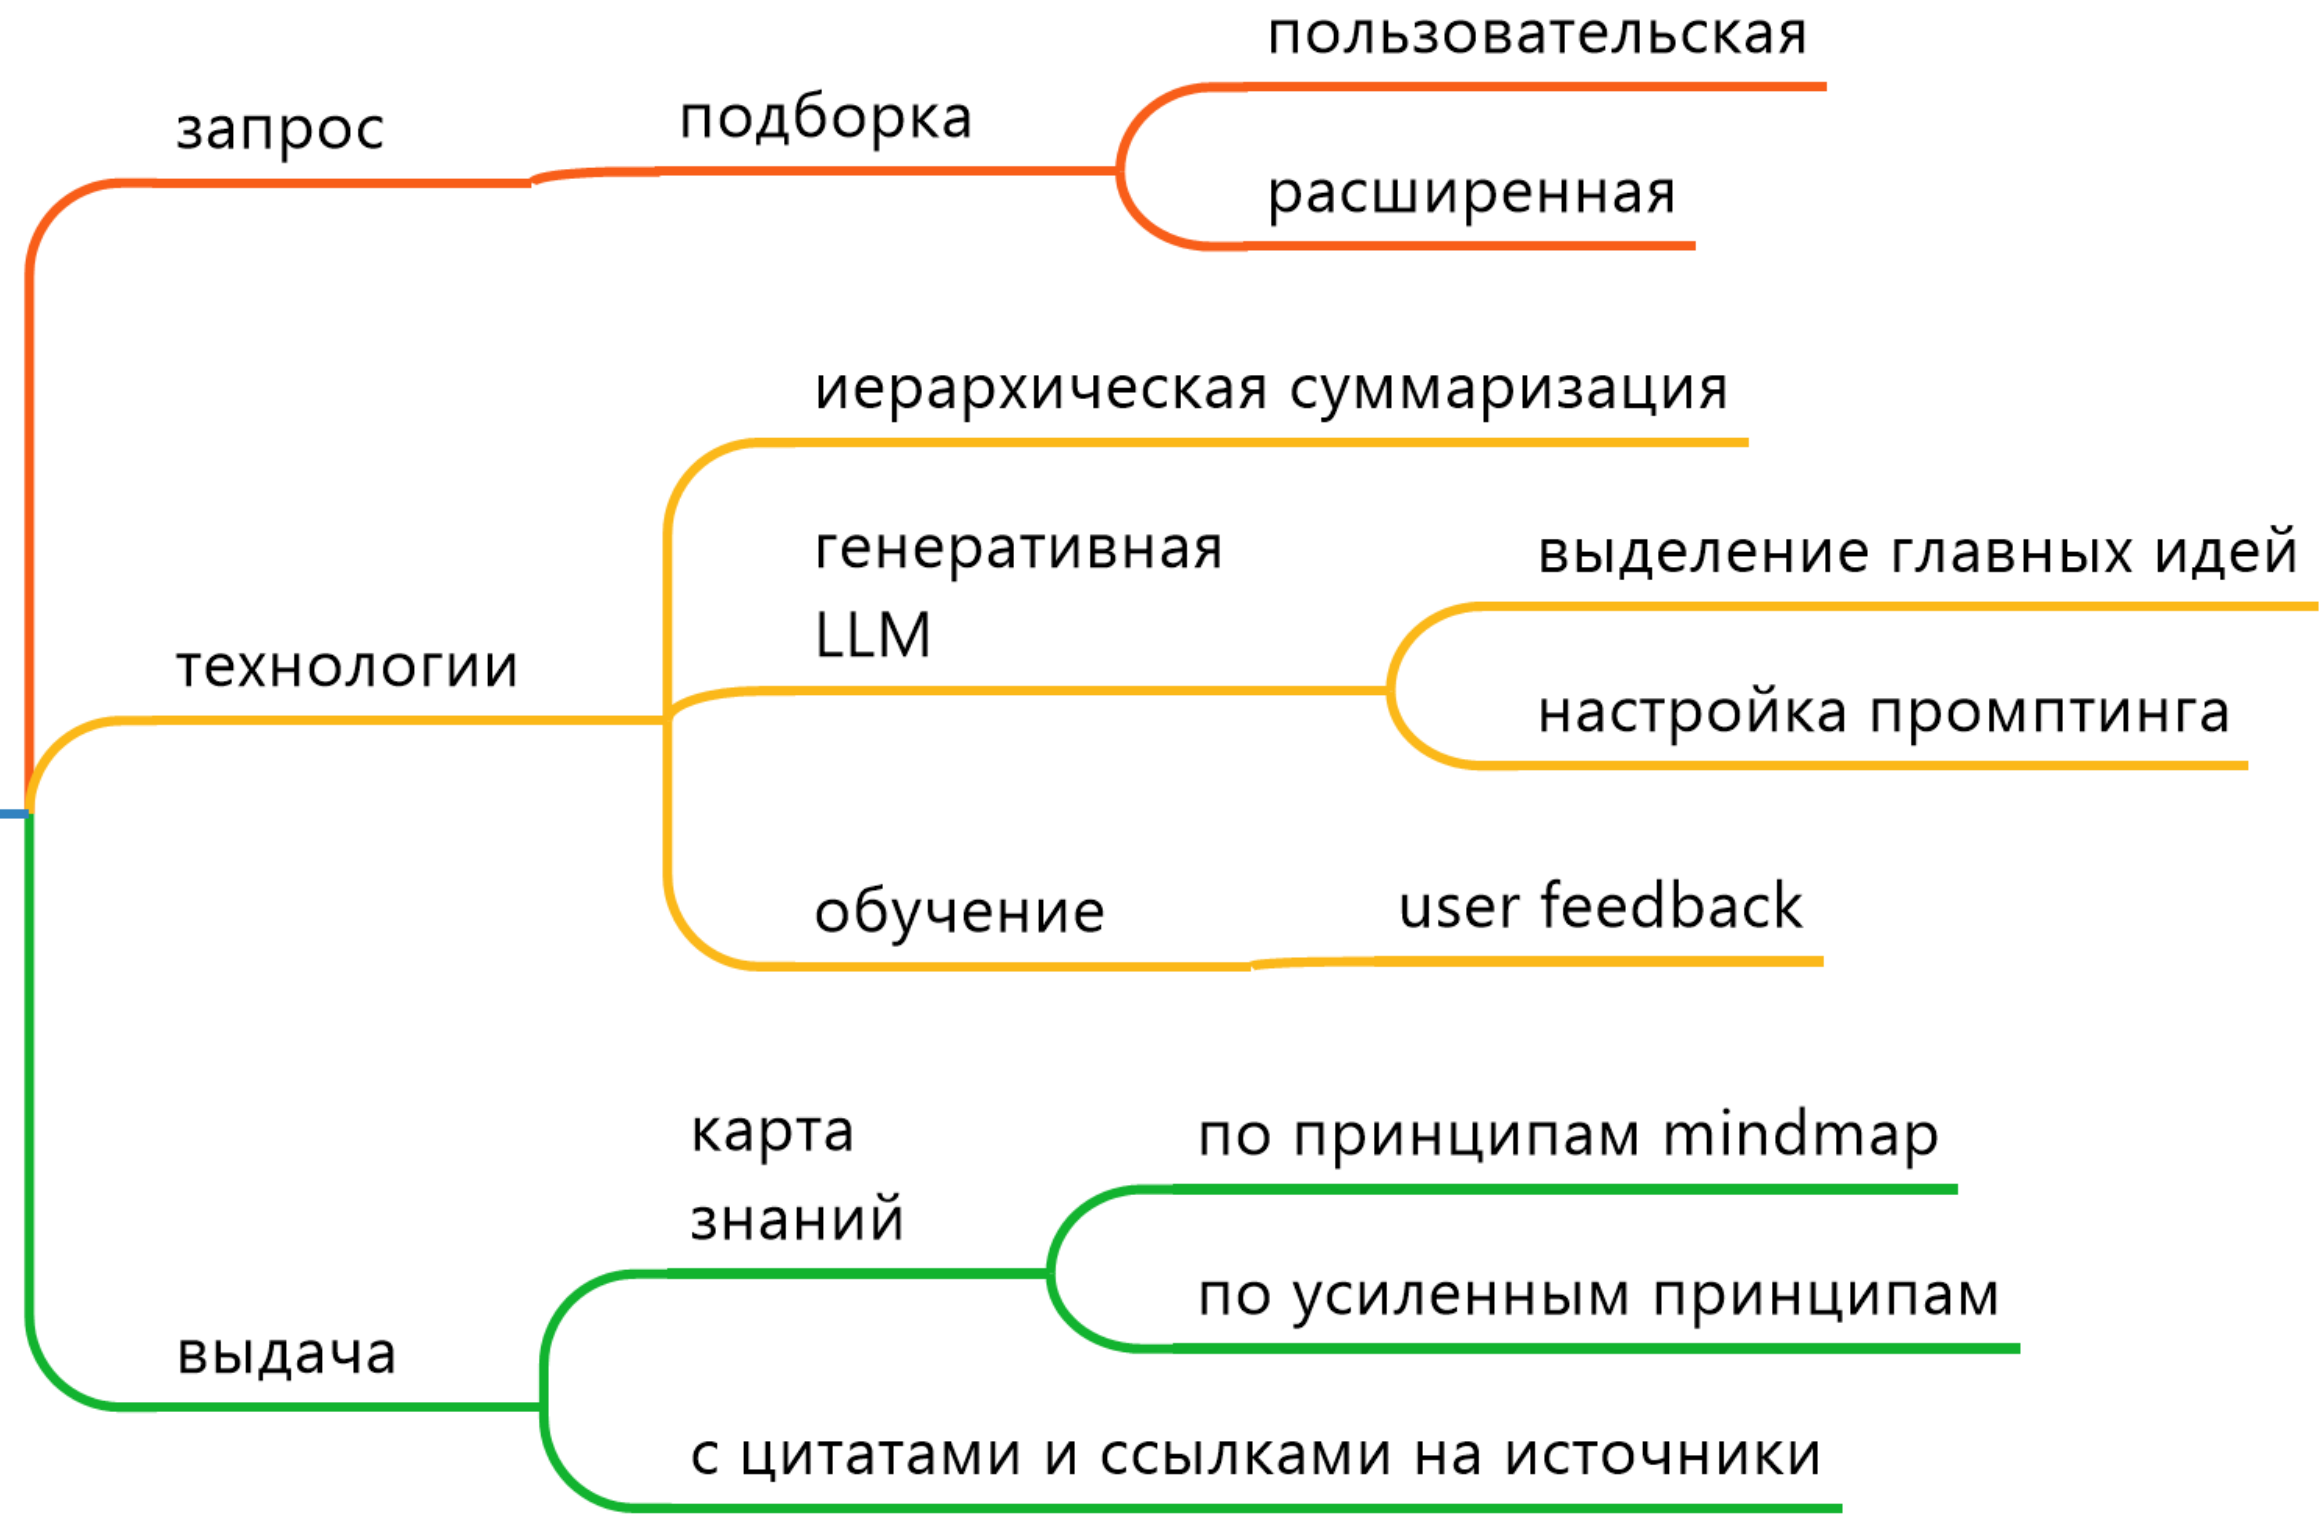 запрос
подборка
пользовательская
расширенная
технологии
иерархическая суммаризация
генеративная
LLM
выделение главных идей
настройка промптинга
обучение
user feedback
выдача
карта
знаний
по принципам mindmap
по усиленным принципам
с цитатами и ссылками на источники